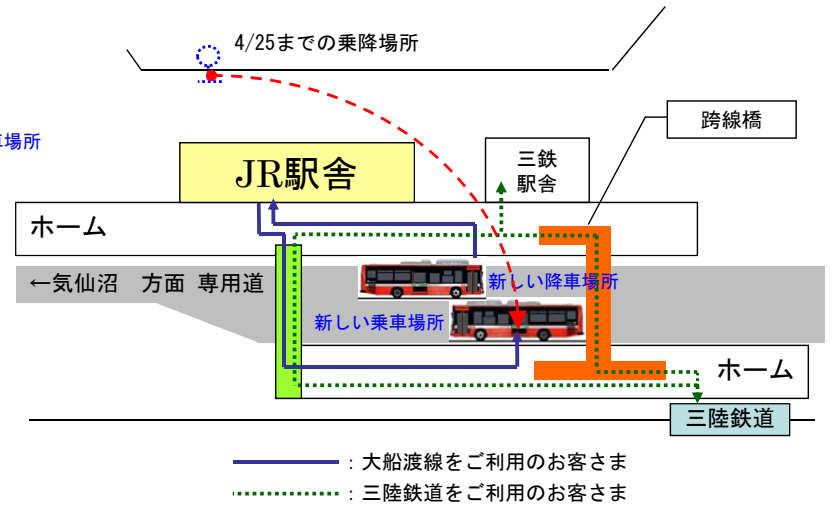 4/25までの乗降場所
車場所
跨線橋
JR駅舎
三鉄
駅舎
ホーム
←気仙沼 方面 専用道
新しい降車場所
新しい乗車場所
ホーム
三陸鉄道
：大船渡線をご利用のお客さま
：三陸鉄道をご利用のお客さま